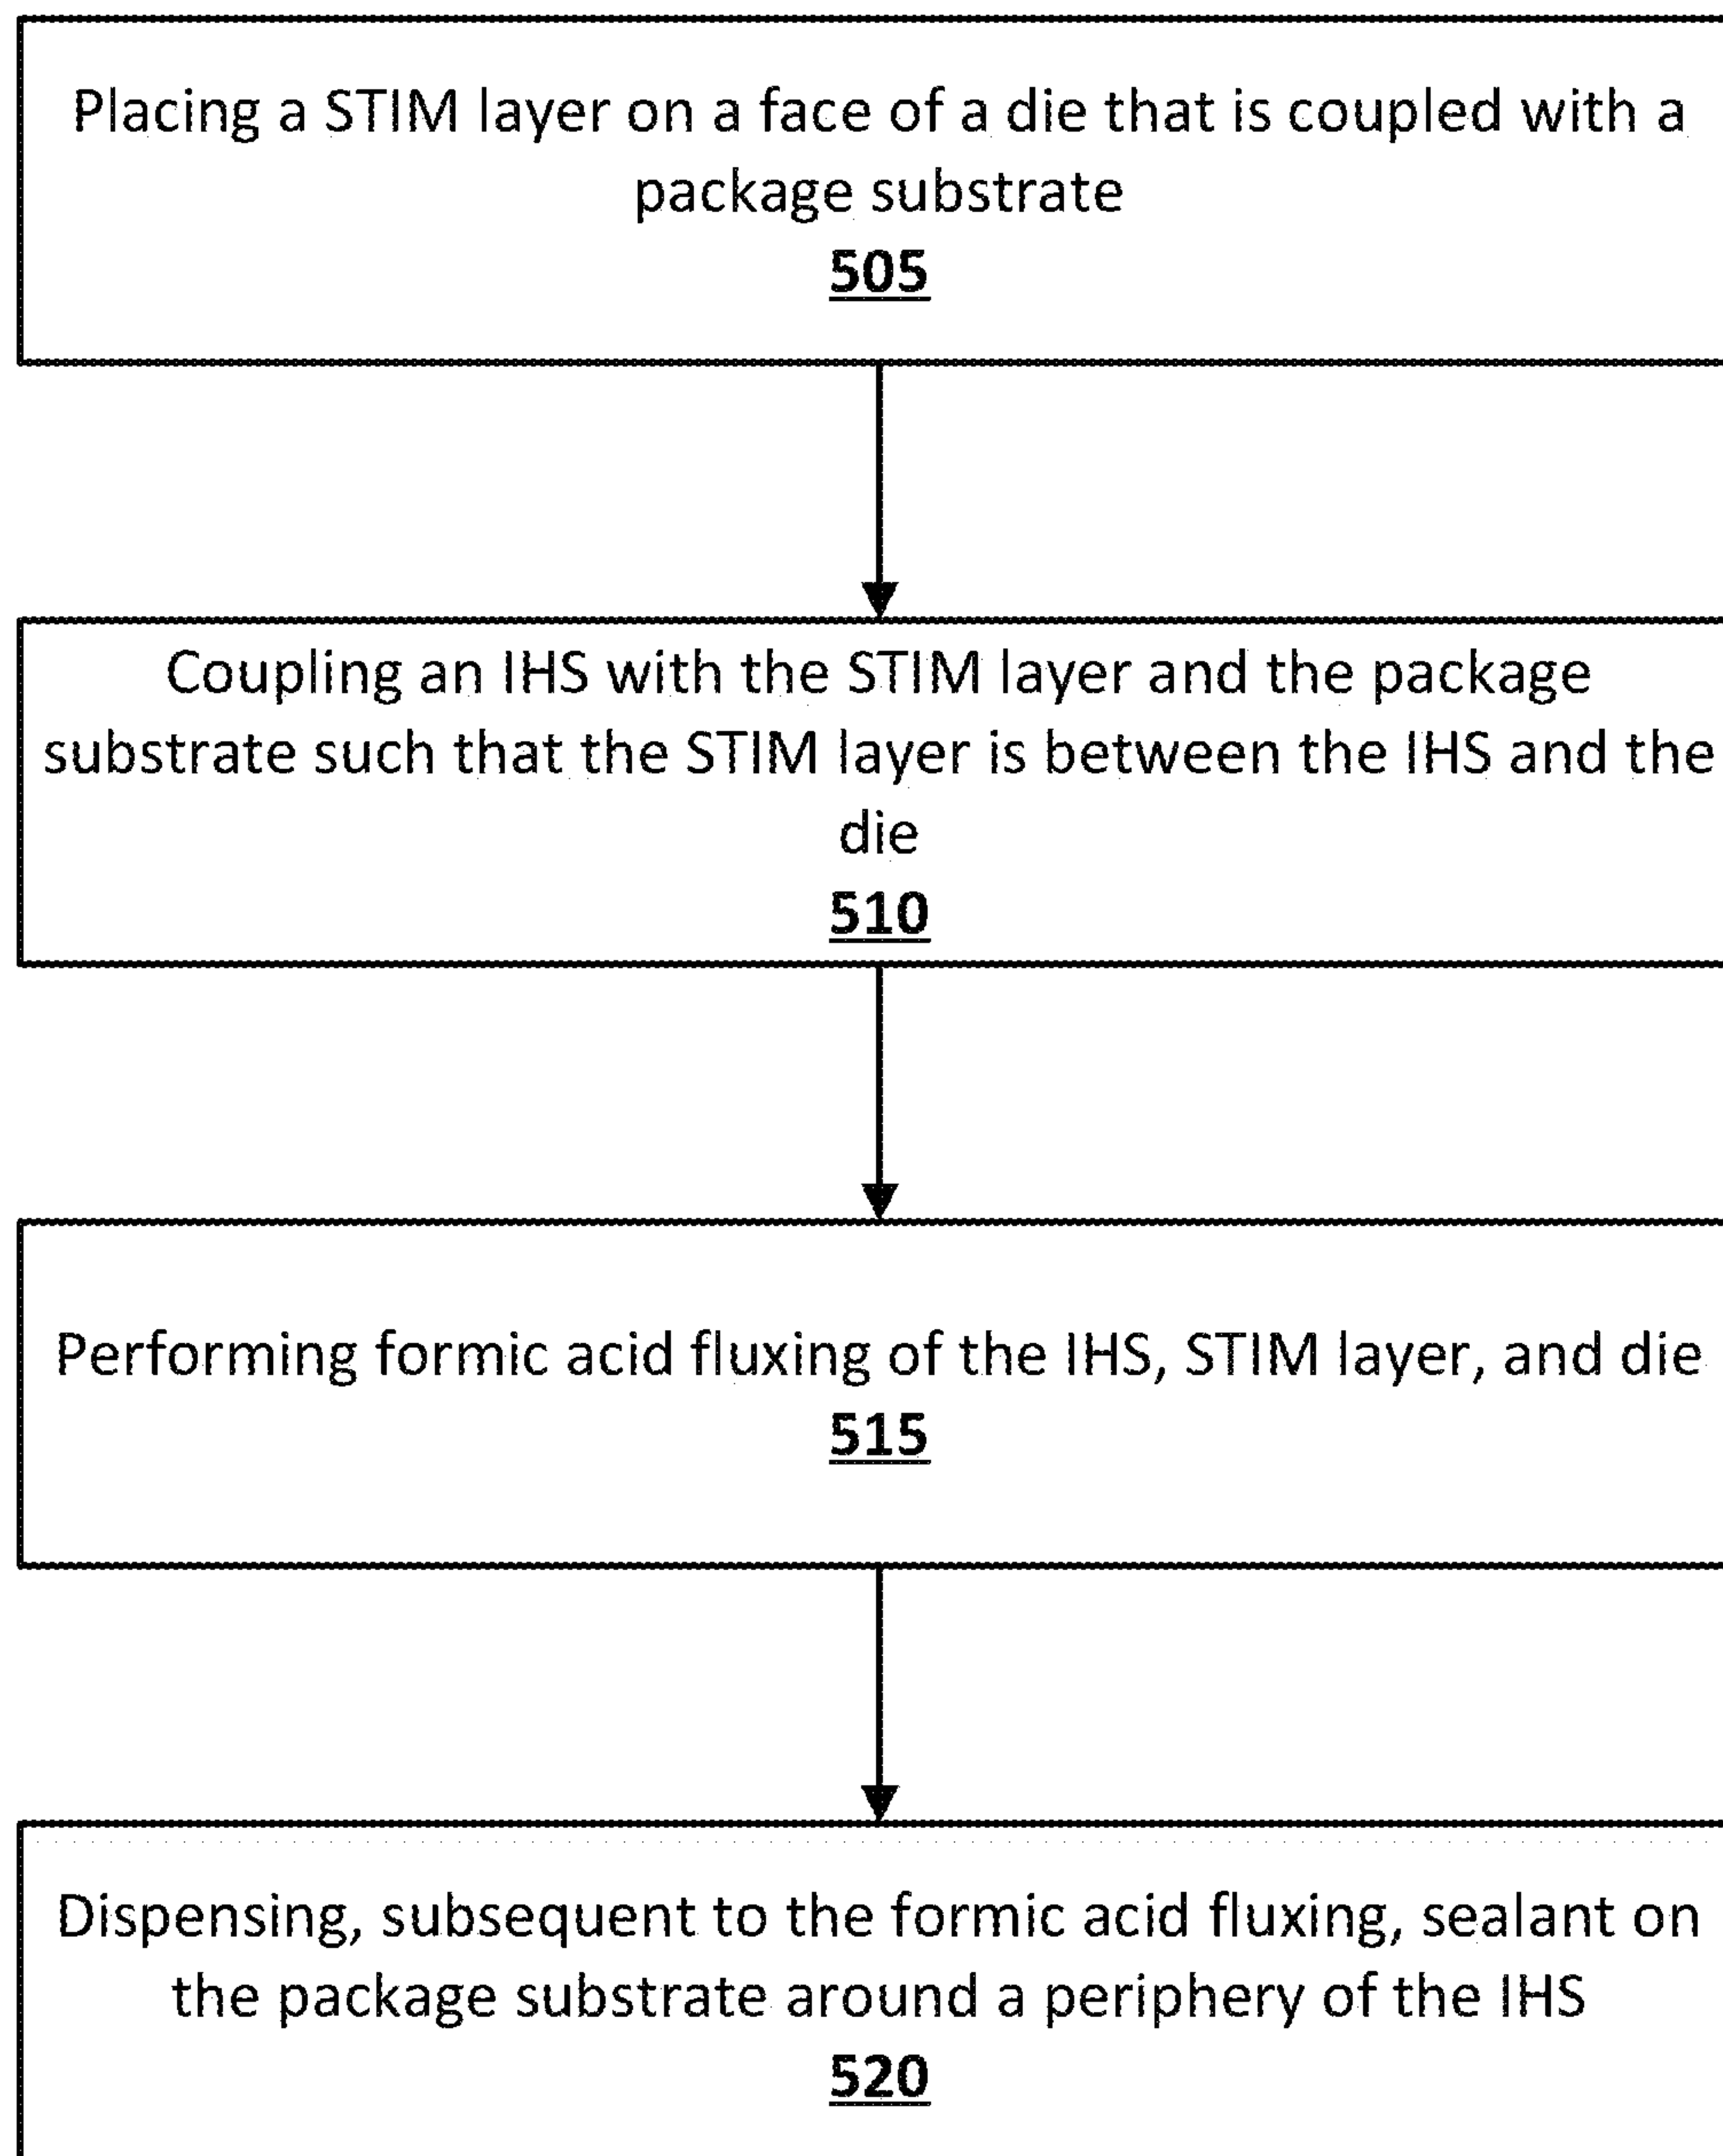 Placing a STIM layer on a face of a die that is coupled with a
package substrate
505
Coupling an IHS with the STIM layer and the package
substrate such that the STIM layer is between the IHS and the
die
510
Performing formic acid fluxing of the IHS, STIM layer, and die
515
Dispensing, subsequent to the formic acid fluxing, sealant on
the package substrate around a periphery of the IHS
520